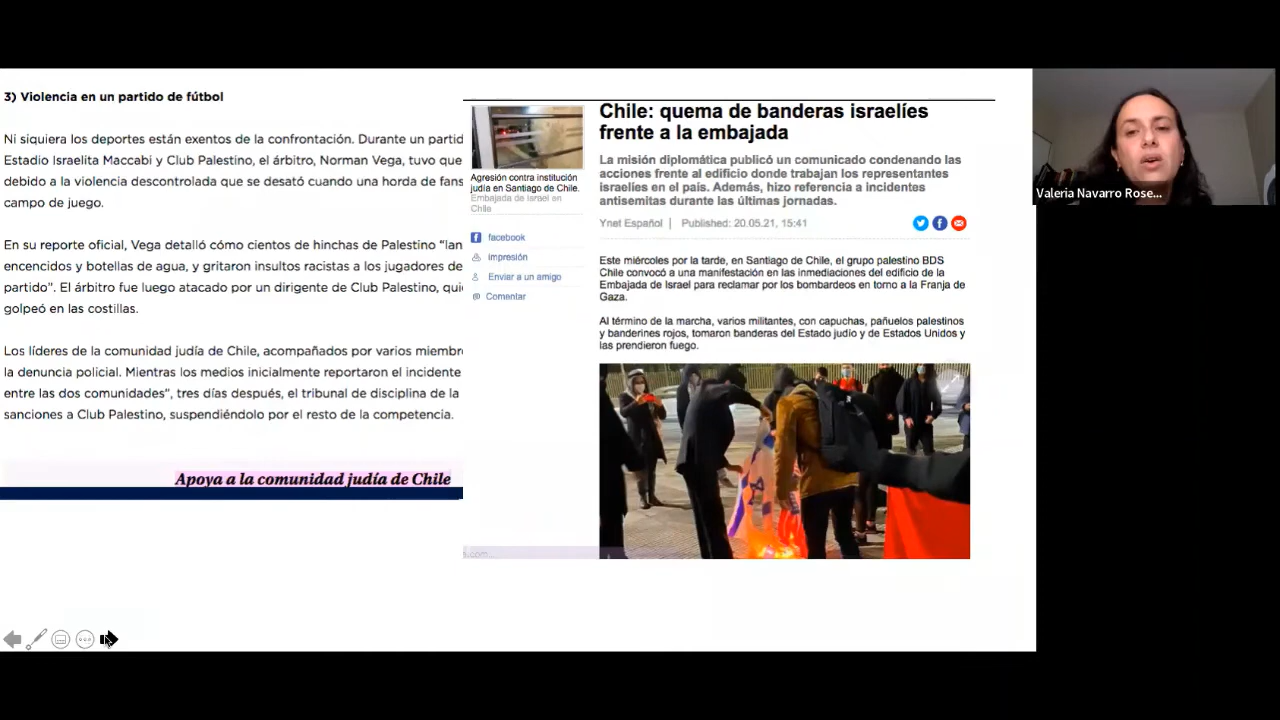 3) Violencia en un partido de fútbol
Ni siquiera los deportes están exentos de la confrontación. Durante un partid
Estadio Israelita Maccabi y Club Palestino, el árbitro, Norman Vega, tuvo que
debido a la violencia descontrolada que se desató cuando una horda de fans
campo de juego.
En su reporte oficial, Vega detalló cómo cientos de hinchas de Palestino “lan
encendidos y botellas de agua, y gritaron insultos racistas a los jugadores de
partido”. El árbitro fue luego atacado por un dirigente de Club Palestino, qui
golpeó en las costillas.
Los líderes de la comunidad judía de Chile, acompañados por varios miembr
la denuncia policial. Mientras los medios inicialmente reportaron el incidente
entre las dos comunidades”, tres días después, el tribunal de disciplina de la
sanciones a Club Palestino, suspendiéndolo por el resto de la competencia.
Apoya a la comunidad judía de Chile
Agresión contra institución
judía en Santiago de Chile.
Embajada de Israel en
Chile
facebook
impresión
Enviar a un amigo
Comentar
s.com...
Chile: quema de banderas israelíes
frente a la embajada
La misión diplomática publicó un comunicado condenando las
acciones frente al edificio donde trabajan los representantes
israelíes en el país. Además, hizo referencia a incidentes
antisemitas durante las últimas jornadas.
Ynet Español | Published: 20.05.21, 15:41
Este miércoles por la tarde, en Santiago de Chile, el grupo palestino BDS
Chile convocó a una manifestación en las inmediaciones del edificio de la
Embajada de Israel para reclamar por los bombardeos en torno a la Franja de
Gaza.
Al término de la marcha, varios militantes, con capuchas, pañuelos palestinos
y banderines rojos, tomaron banderas del Estado judío y de Estados Unidos y
las prendieron fuego.
Valeria Navarro Rose...